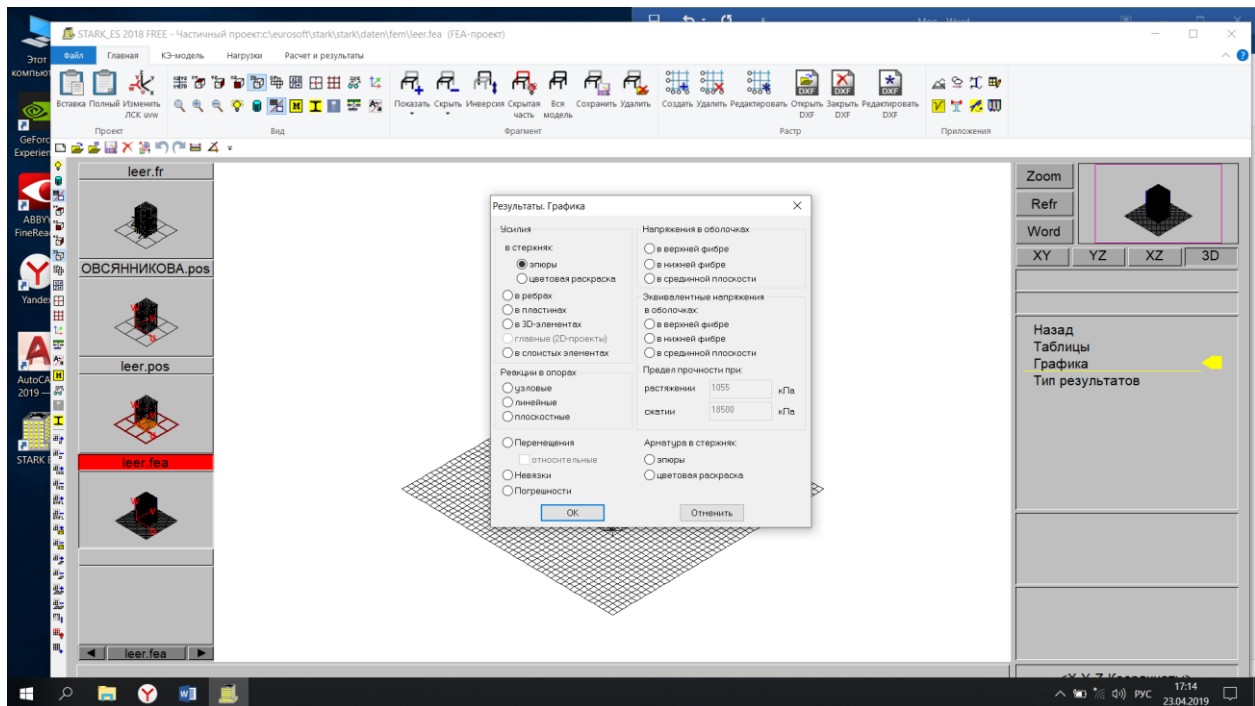 Моо - Word
STARK_ES 2018 FREE - Частичный проект:c:\eurosoft\stark\stark\daten\fem\leer.fea (FEA-проект)
Файл Главная КЭ-модель Нагрузки Расчет и результаты
Вставка Полный Изменить ЛСК uvw
Показать Скрыть Инверсия Скрытая часть Вся модель Сохранить Удалить
Создать Удалить Редактировать Открыть DXF Закрыть DXF Редактировать DXF
Проект Вид Фрагмент Растр Приложения
Этот
компьют
GeForc
Experien
ABBYY
FineRea
Yandex
AutoCA
2019 —
STARK E
leer.fr
ОВСЯННИКОВА.pos
leer.pos
leer.fea
leer.fea
Результаты. Графика
Усилия
в стержнях:
эпюры
цветовая раскраска
в ребрах
в пластинах
в 3D-элементах
главные (2D-проекты)
в слоистых элементах
Реакции в опорах
узловые
линейные
плоскостные
Перемещения
относительные
Невязки
Погрешности
Напряжения в оболочках
в верхней фибре
в нижней фибре
в срединной плоскости
Эквивалентные напряжения
в оболочках:
в верхней фибре
в нижней фибре
в срединной плоскости
Предел прочности при:
растяжении 1055 кПа
сжатии 18500 кПа
Арматура в стержнях:
эпюры
цветовая раскраска
OK Отменить
Zoom
Refr
Word
XY YZ XZ 3D
Назад
Таблицы
Графика
Тип результатов
РУС
17:14
23.04.2019